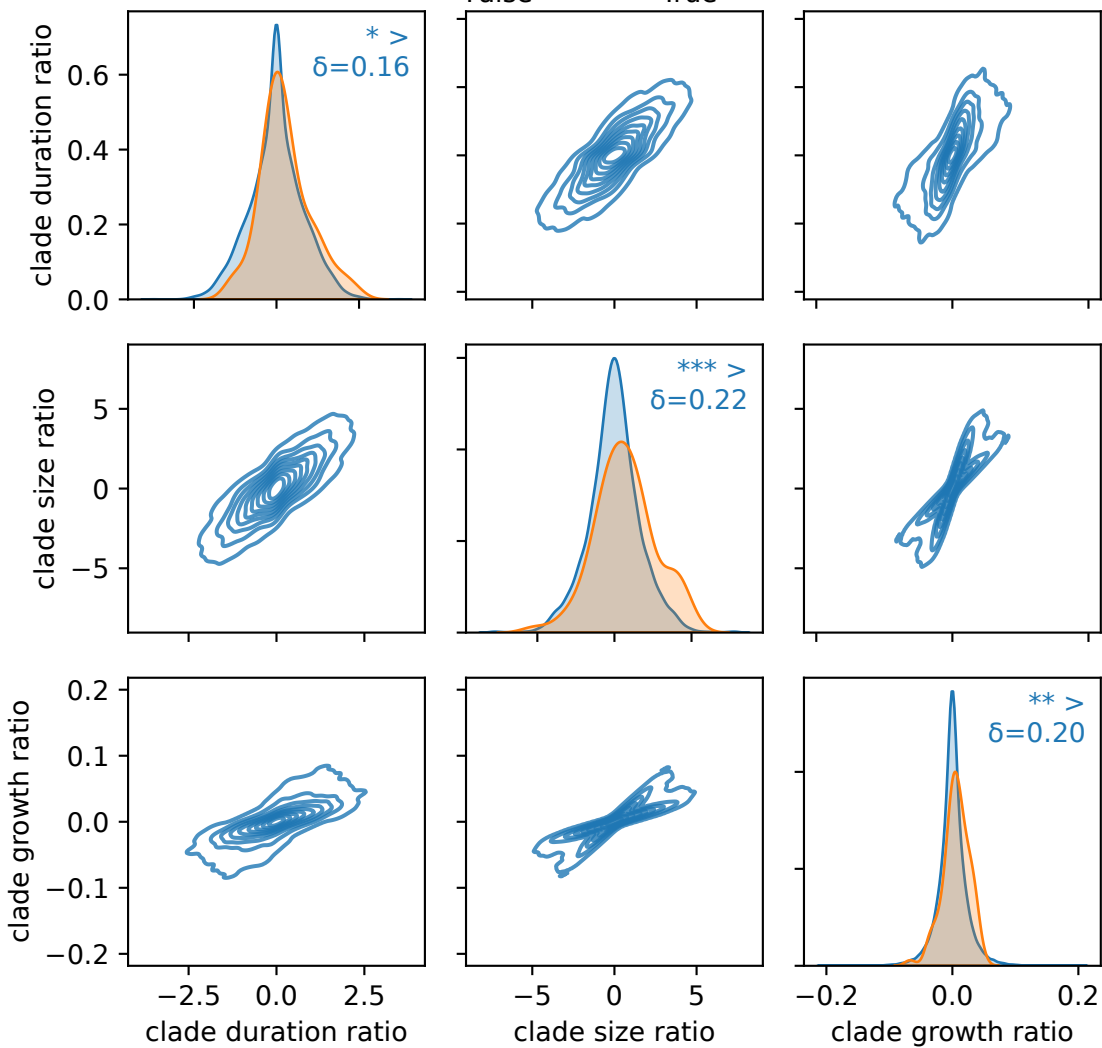 False True
clade duration ratio
0.6
0.4
0.2
0.0
* >
δ=0.16
clade size ratio
5
0
−5
*** >
δ=0.22
clade growth ratio
0.2
0.1
0.0
−0.1
−0.2
** >
δ=0.20
−2.5 0.0 2.5
−5 0 5
−0.2 0.0 0.2
clade duration ratio
clade size ratio
clade growth ratio